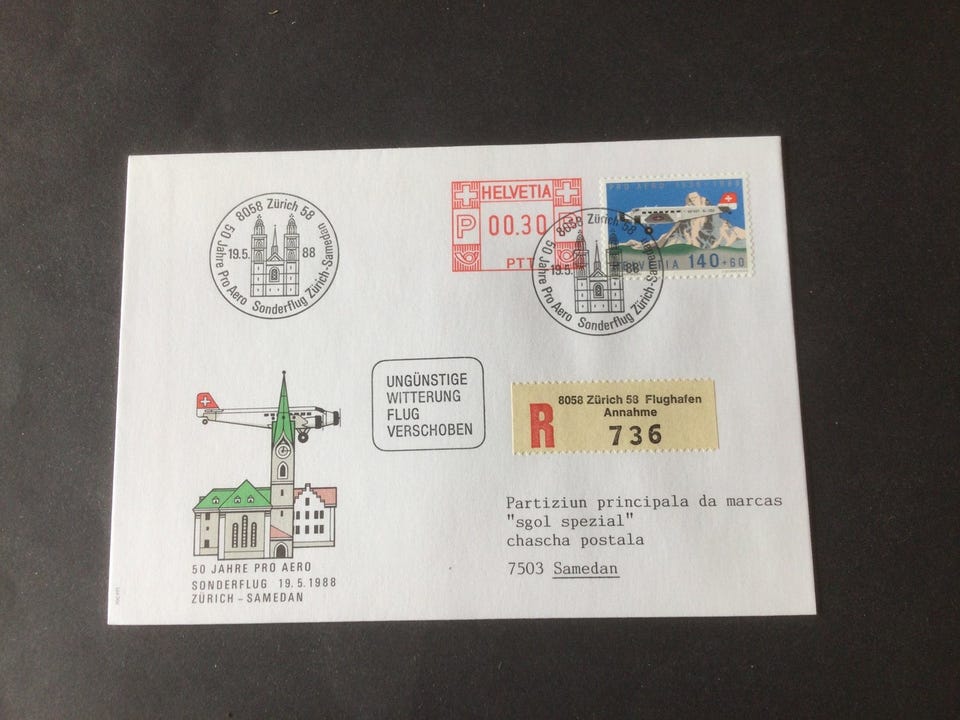 8058 Zürich 58
19.5. 88
50 Jahre Pro Aero Sonderflug Zürich-Samedan
HELVETIA
P 00.30 P
PTT
PRO AERO 1938-1988
HELVETIA 140+60
8058 Zürich 58
19.5. 88
50 Jahre Pro Aero Sonderflug Zürich-Samedan
UNGÜNSTIGE
WITTERUNG
FLUG
VERSCHOBEN
R
8058 Zürich 58 Flughafen
Annahme
736
Partiziun principala da marcas
"sgol spezial"
chascha postala
7503 Samedan
50 JAHRE PRO AERO
SONDERFLUG 19.5.1988
ZÜRICH – SAMEDAN